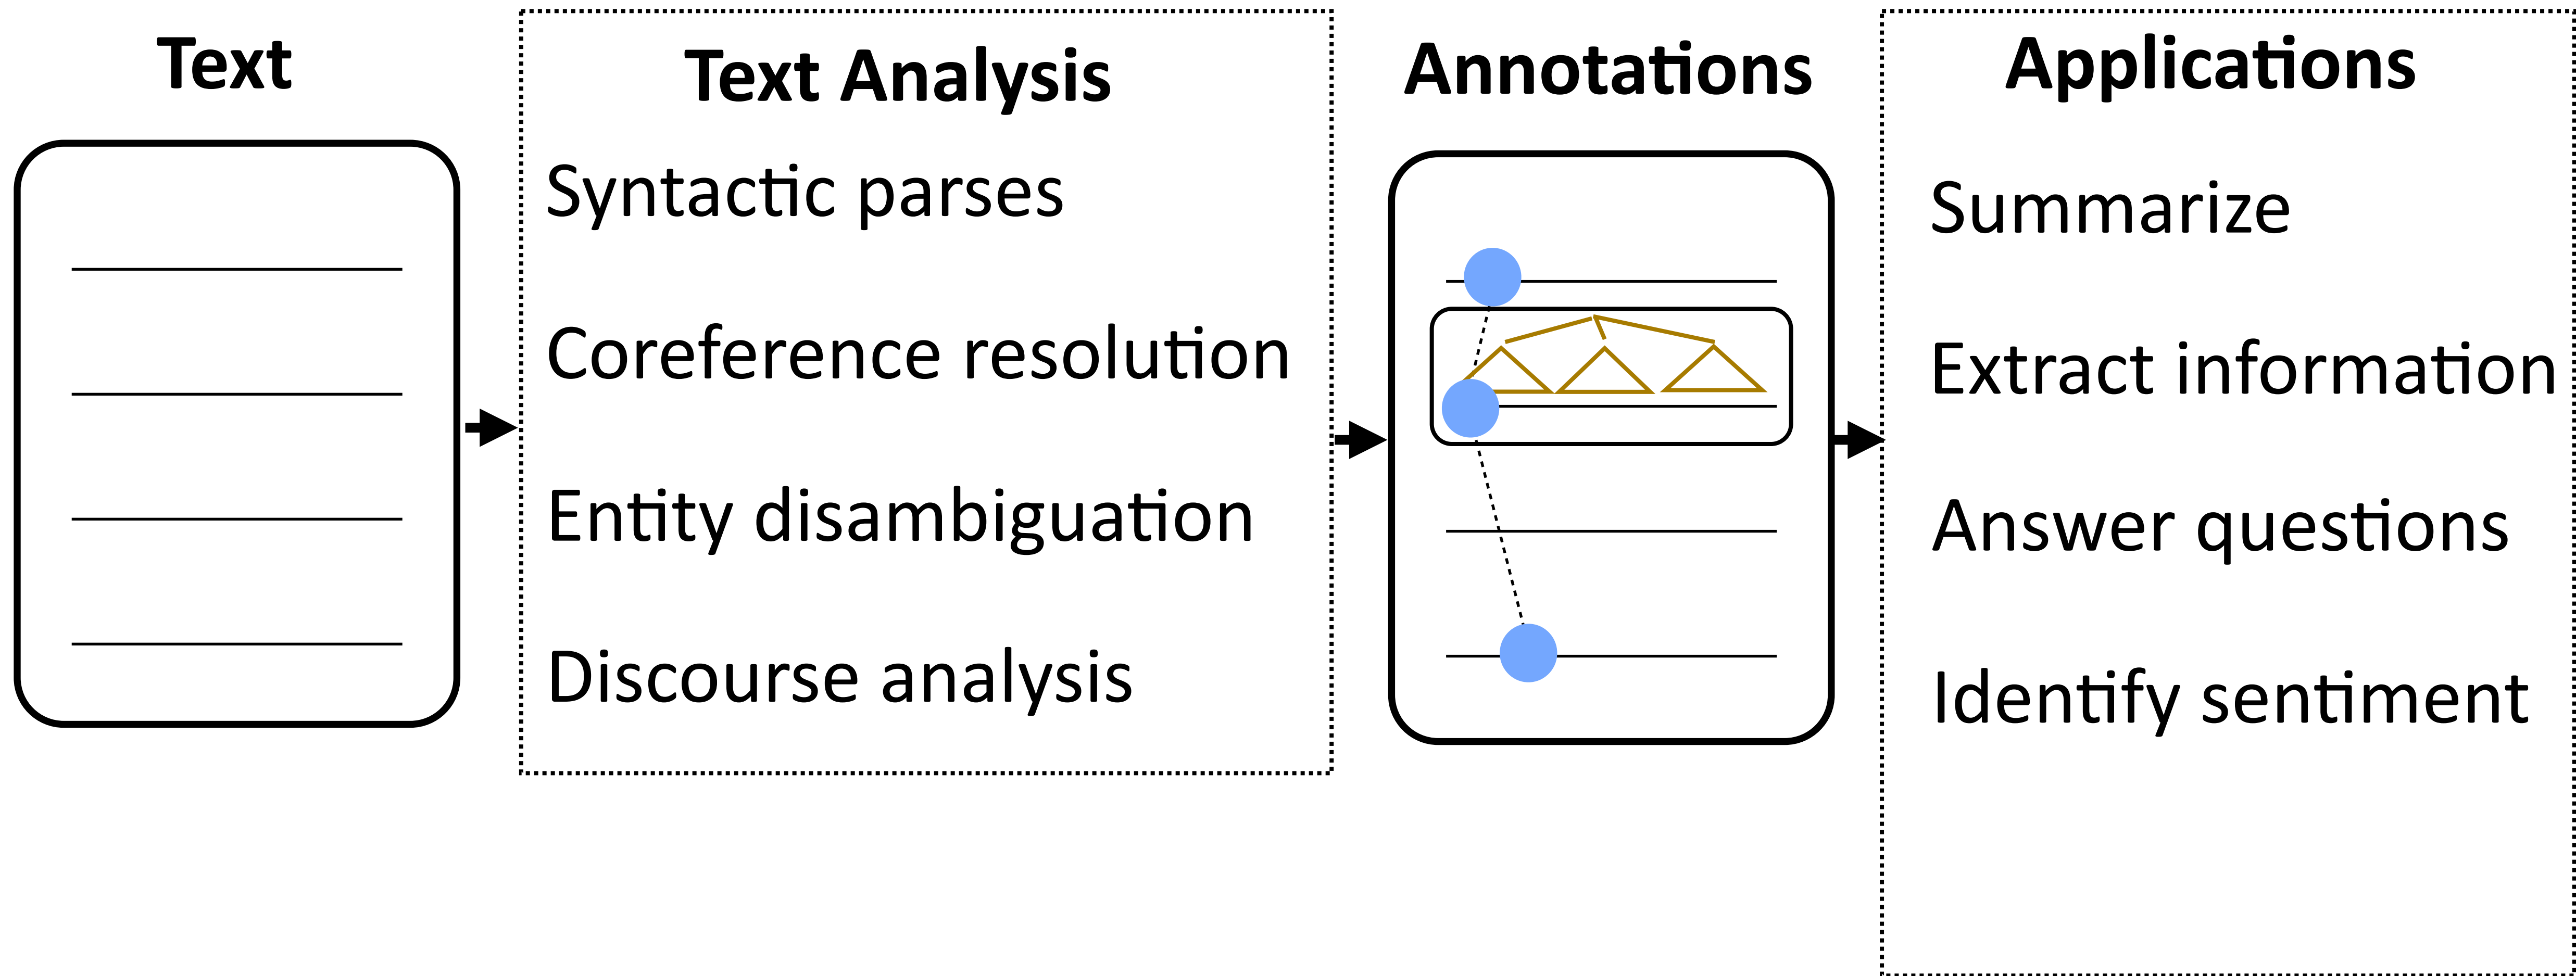 Text
Text Analysis
Syntactic parses
Coreference resolution
Entity disambiguation
Discourse analysis
Annotations
Applications
Summarize
Extract information
Answer questions
Identify sentiment